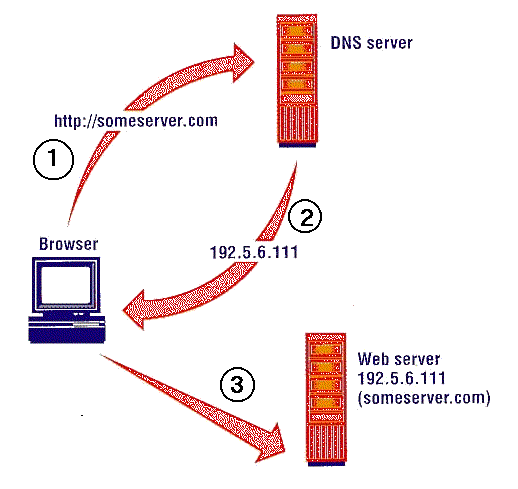 DNS server
http://someserver.com
1
2
Browser
192.5.6.111
3
Web server
192.5.6.111
(someserver.com)